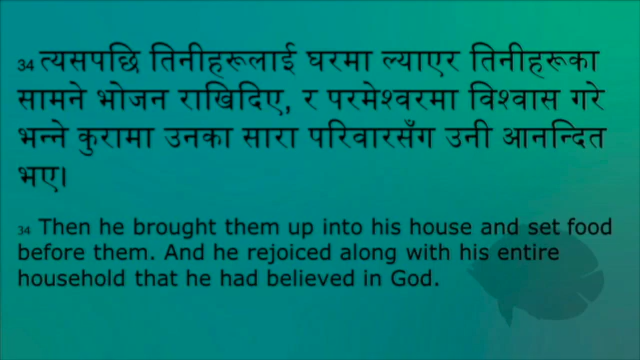 34 त्यसपछि तिनीहरूलाई घरमा ल्याएर तिनीहरूका
सामने भोजन राखिदिए, र परमेश्वरमा विश्वास गरे
भन्ने कुरामा उनका सारा परिवारसँग उनी आनन्दित
भए।
34 Then he brought them up into his house and set food
before them. And he rejoiced along with his entire
household that he had believed in God.